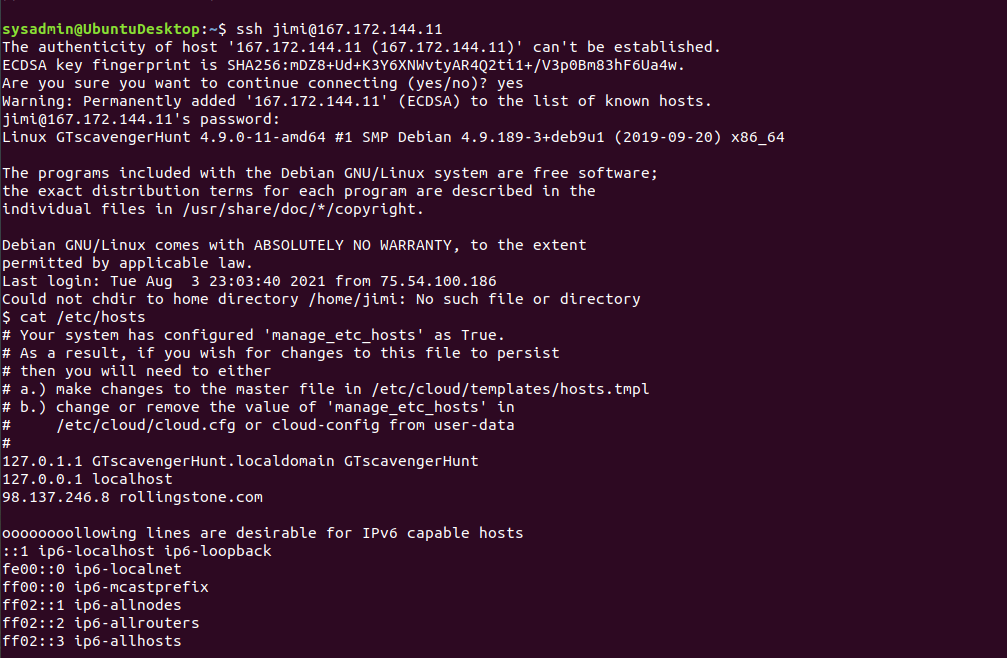 sysadmin@UbuntuDesktop:~$ ssh jimi@167.172.144.11
The authenticity of host '167.172.144.11 (167.172.144.11)' can't be established.
ECDSA key fingerprint is SHA256:mDZ8+Ud+K3Y6XNWvtyAR4Q2ti1+/V3p0Bm83hF6Ua4w.
Are you sure you want to continue connecting (yes/no)? yes
Warning: Permanently added '167.172.144.11' (ECDSA) to the list of known hosts.
jimi@167.172.144.11's password:
Linux GTscavengerHunt 4.9.0-11-amd64 #1 SMP Debian 4.9.189-3+deb9u1 (2019-09-20) x86_64
The programs included with the Debian GNU/Linux system are free software;
the exact distribution terms for each program are described in the
individual files in /usr/share/doc/*/copyright.
Debian GNU/Linux comes with ABSOLUTELY NO WARRANTY, to the extent
permitted by applicable law.
Last login: Tue Aug  3 23:03:40 2021 from 75.54.100.186
Could not chdir to home directory /home/jimi: No such file or directory
$ cat /etc/hosts
# Your system has configured 'manage_etc_hosts' as True.
# As a result, if you wish for changes to this file to persist
# then you will need to either
# a.) make changes to the master file in /etc/cloud/templates/hosts.tmpl
# b.) change or remove the value of 'manage_etc_hosts' in
#     /etc/cloud/cloud.cfg or cloud-config from user-data
#
127.0.1.1 GTscavengerHunt.localdomain GTscavengerHunt
127.0.0.1 localhost
98.137.246.8 rollingstone.com
oooooooollowing lines are desirable for IPv6 capable hosts
::1 ip6-localhost ip6-loopback
fe00::0 ip6-localnet
ff00::0 ip6-mcastprefix
ff02::1 ip6-allnodes
ff02::2 ip6-allrouters
ff02::3 ip6-allhosts